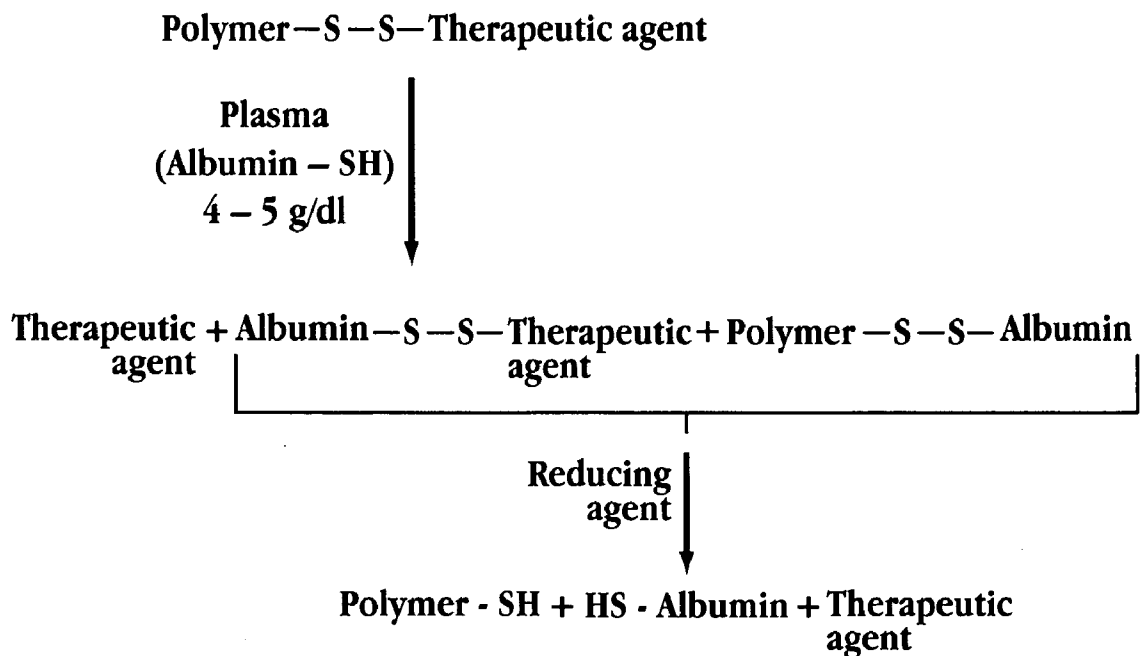 Polymer–S–S–Therapeutic agent
Plasma
(Albumin – SH)
4 – 5 g/dl
Therapeutic + Albumin–S–S–Therapeutic + Polymer–S–S–Albumin
agent agent
Reducing
agent
Polymer - SH + HS - Albumin + Therapeutic
agent